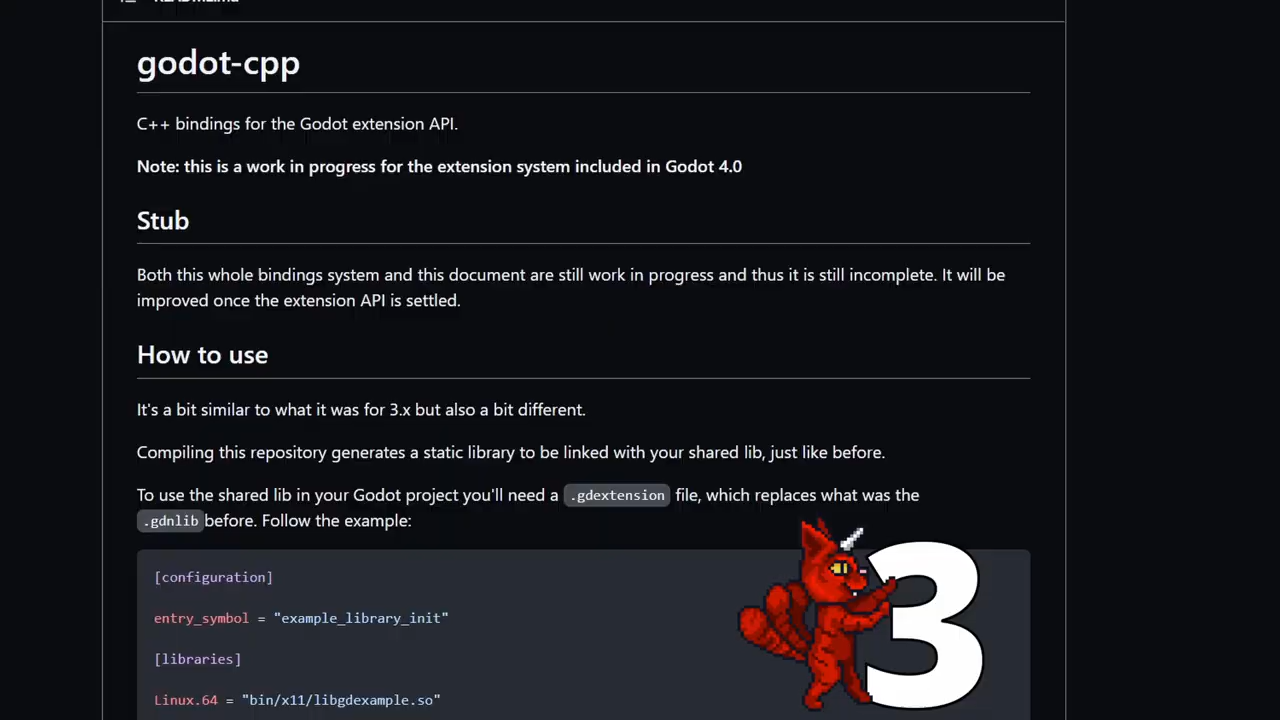 README.md
godot-cpp
C++ bindings for the Godot extension API.
Note: this is a work in progress for the extension system included in Godot 4.0
Stub
Both this whole bindings system and this document are still work in progress and thus it is still incomplete. It will be
improved once the extension API is settled.
How to use
It's a bit similar to what it was for 3.x but also a bit different.
Compiling this repository generates a static library to be linked with your shared lib, just like before.
To use the shared lib in your Godot project you'll need a .gdextension file, which replaces what was the
.gdnlib before. Follow the example:
[configuration]
entry_symbol = "example_library_init"
[libraries]
Linux.64 = "bin/x11/libgdexample.so"
3